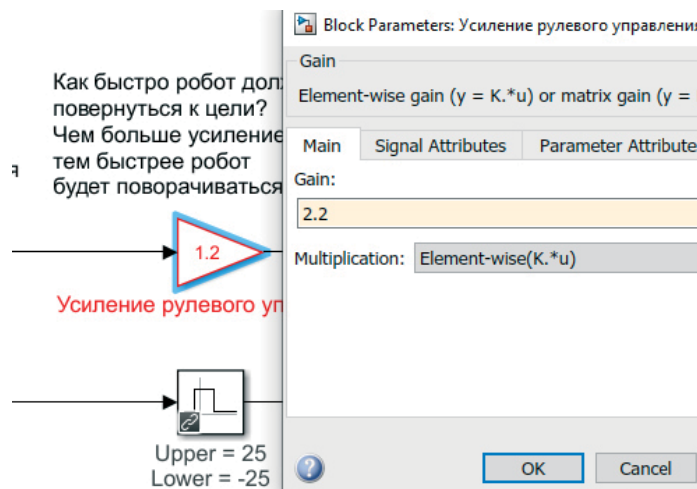 Как быстро робот дол
повернуться к цели?
Чем больше усиление
тем быстрее робот
будет поворачиваться
я
1.2
Усиление рулевого уп
Upper = 25
Lower = -25
Block Parameters: Усиление рулевого управления
Gain
Element-wise gain (y = K.*u) or matrix gain (y =
Main Signal Attributes Parameter Attribute
Gain:
2.2
Multiplication: Element-wise(K.*u)
?
OK Cancel